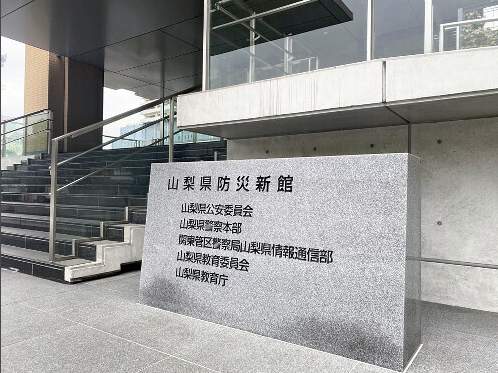 山梨県防災新館
山梨県公安委員会
山梨県警察本部
関東管区警察局山梨県情報通信部
山梨県教育委員会
山梨県教育庁